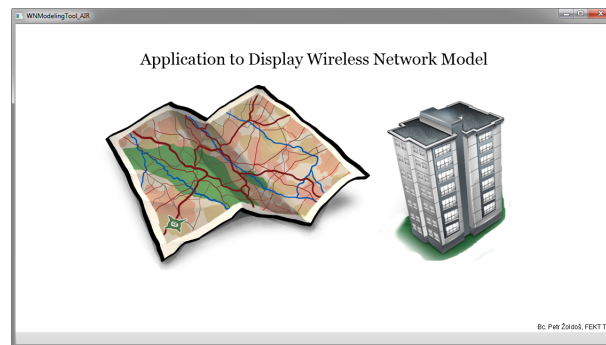 WNModelingTool_AIR
Application to Display Wireless Network Model
Bc. Petr Žoldoš, FEKT